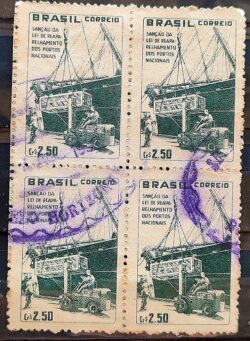 BRASIL CORREIO
SANÇÃO DA
LEI DE REAPA-
RELHAMENTO
DOS PORTOS
NACIONAIS
Cr$ 2,50
BRASIL CORREIO
SANÇÃO DA
LEI DE REAPA-
RELHAMENTO
DOS PORTOS
NACIONAIS
Cr$ 2,50
BRASIL CORREIO
SANÇÃO DA
LEI DE REAPA-
RELHAMENTO
DOS PORTOS
NACIONAIS
Cr$ 2,50
BRASIL CORREIO
SANÇÃO DA
LEI DE REAPA-
RELHAMENTO
DOS PORTOS
NACIONAIS
Cr$ 2,50